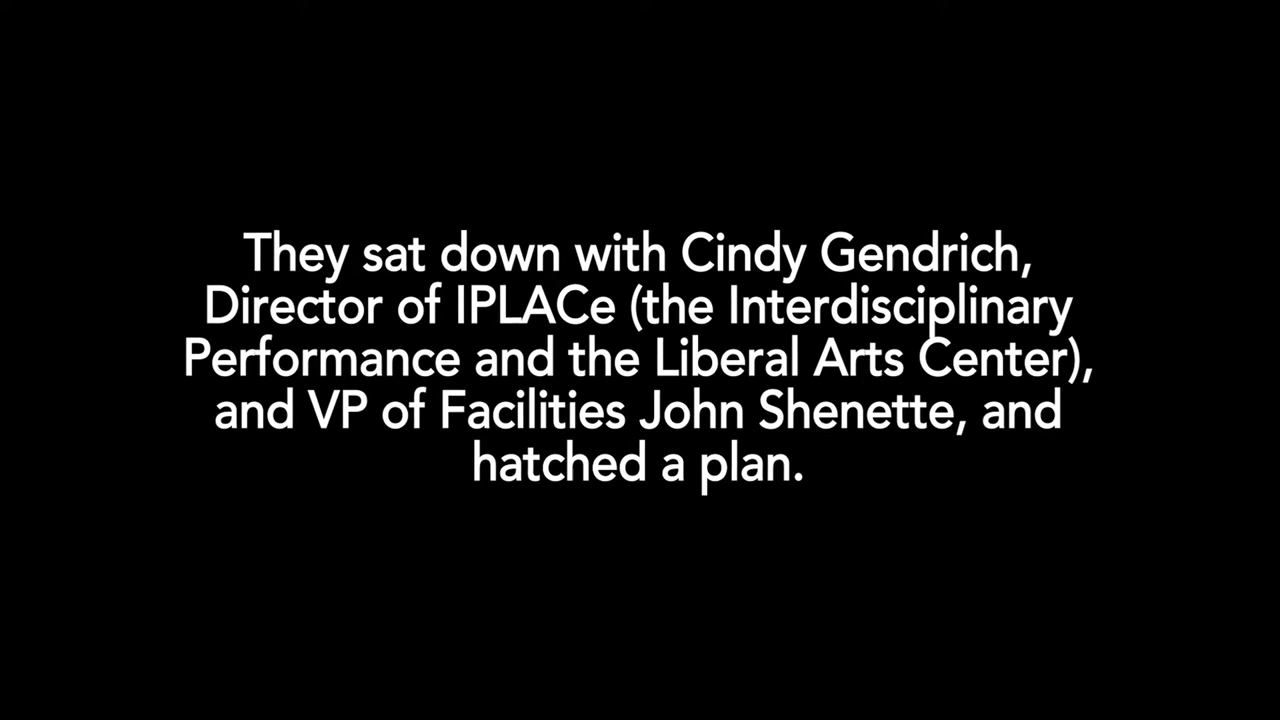 They sat down with Cindy Gendrich,
Director of IPLACe (the Interdisciplinary
Performance and the Liberal Arts Center),
and VP of Facilities John Shenette, and
hatched a plan.